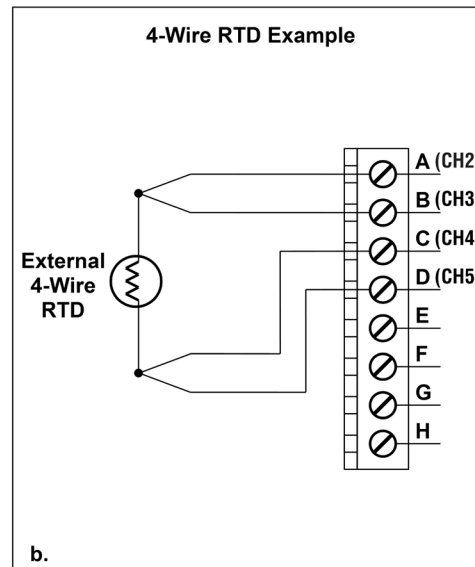 4-Wire RTD Example
A (CH2
B (CH3
C (CH4
D (CH5
External
4-Wire
RTD
E
F
G
H
b.